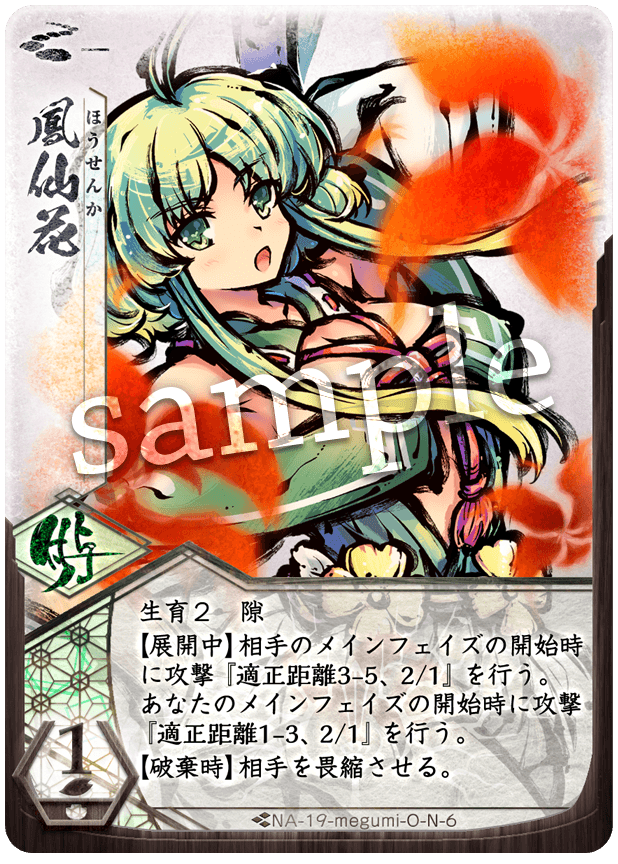 鳳仙花
ほうせんか
sample
生育2 隙
【展開中】相手のメインフェイズの開始時
に攻撃『適正距離3-5、2/1』を行う。
あなたのメインフェイズの開始時に攻撃
『適正距離1-3、2/1』を行う。
【破棄時】相手を畏縮させる。
1
NA-19-megumi-O-N-6